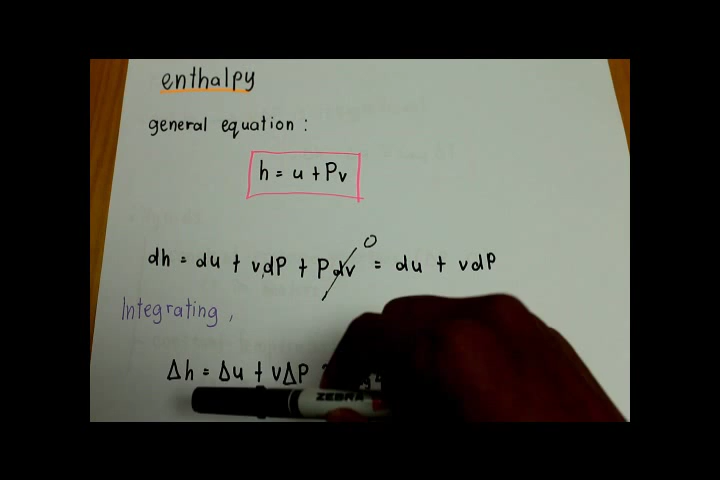 enthalpy
general equation :
h = u + Pv
dh = du + vdP + Pdv 0 = du + vdP
Integrating,
Δh = Δu + vΔP
ZEBRA